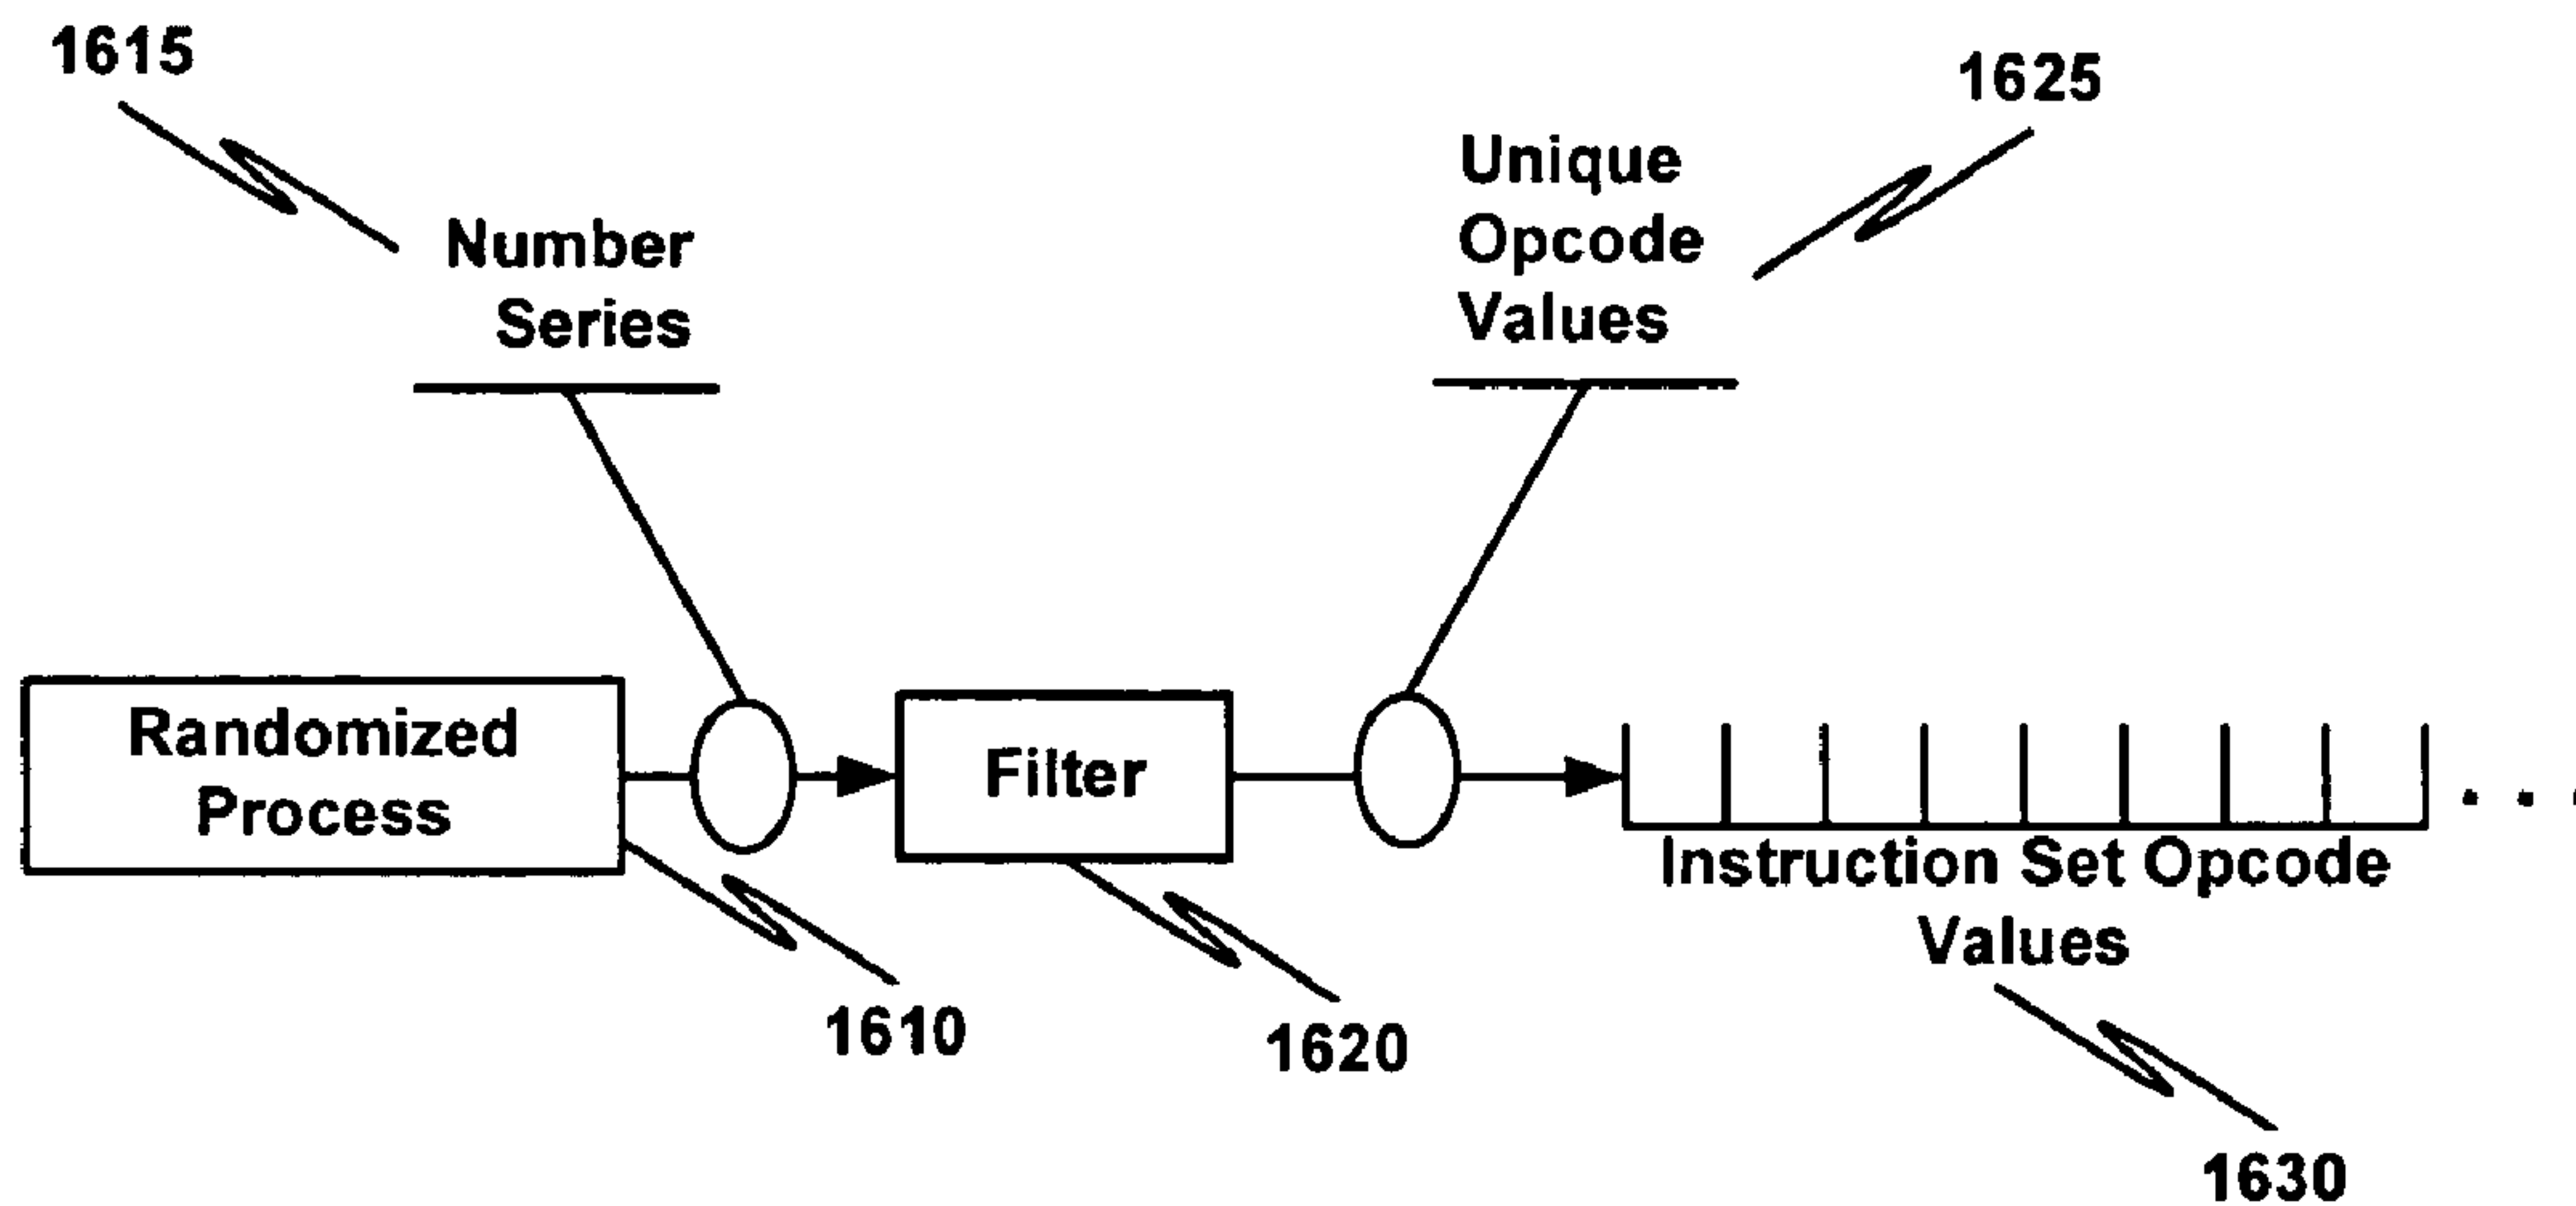 1615
1625
Unique
Opcode
Values
Number
Series
Randomized
Process
Filter
Instruction Set Opcode
Values
. . .
1610
1620
1630